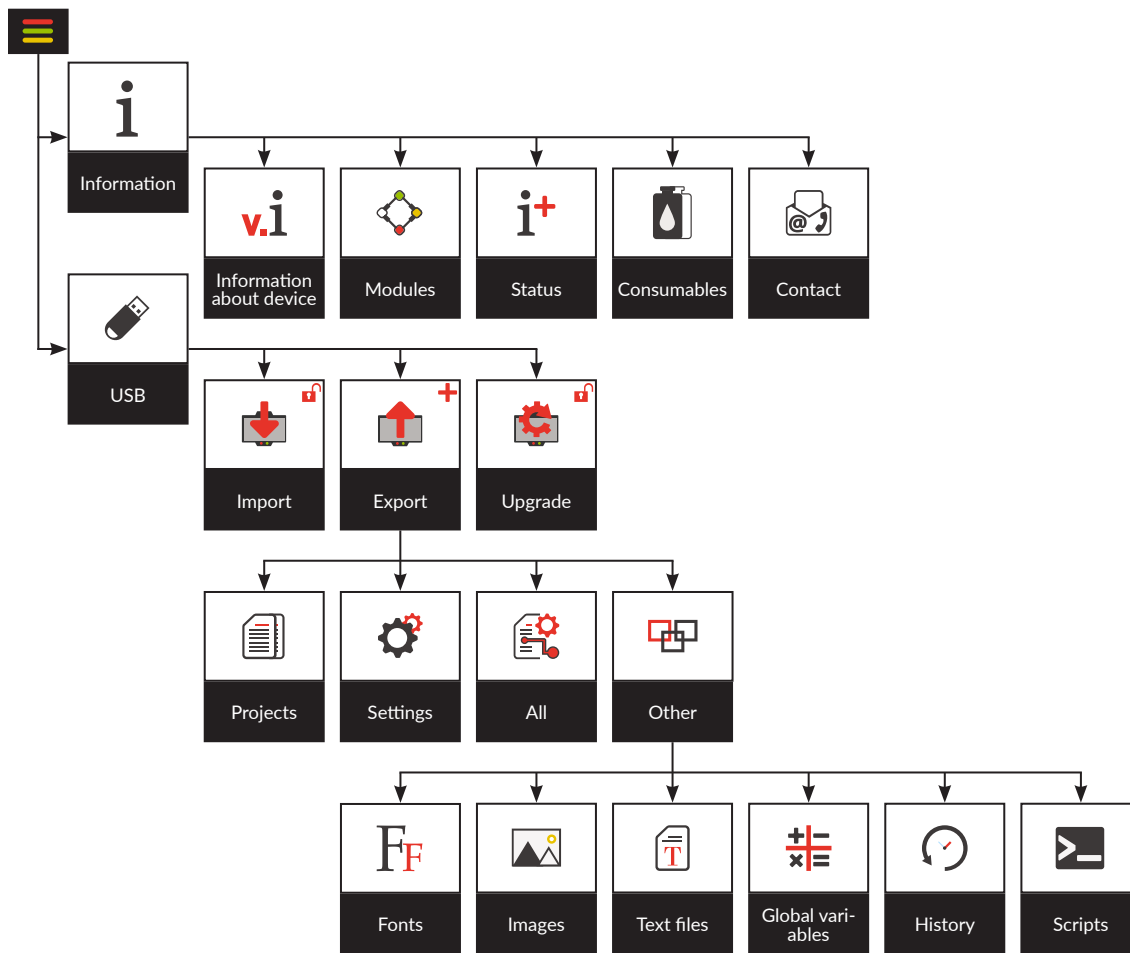 Information
Information
about device
Modules
Status
Consumables
Contact
USB
Import
Export
Upgrade
Projects
Settings
All
Other
Fonts
Images
Text files
Global vari-
ables
History
Scripts